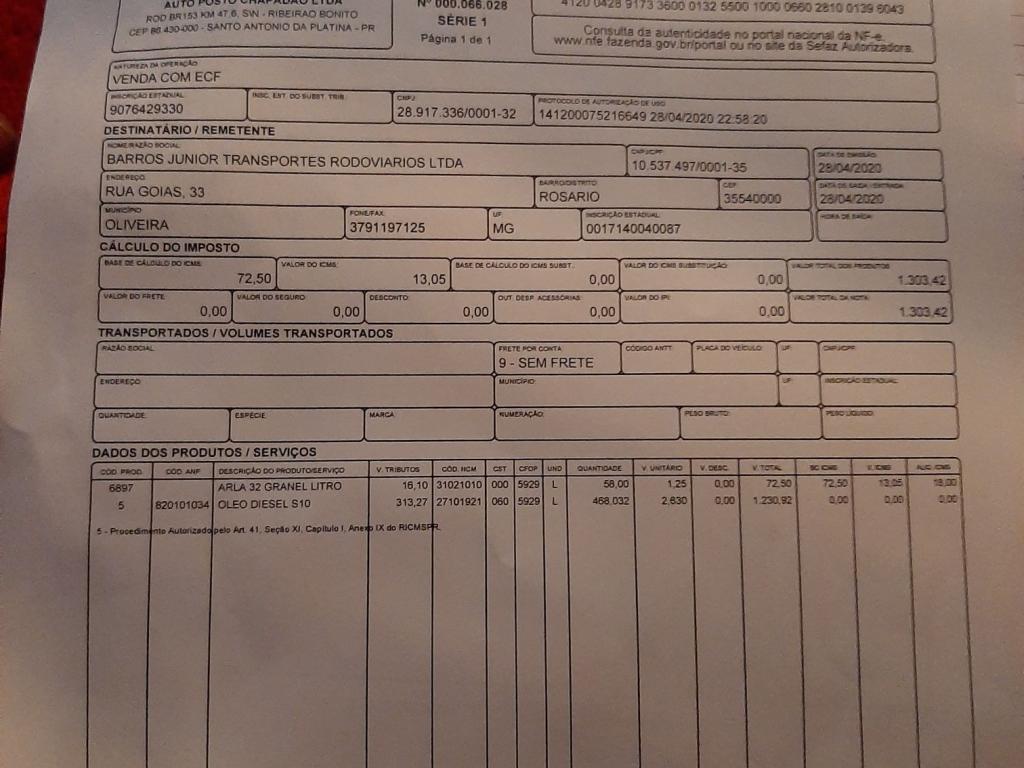 AUTO POSTO CHAPADAO LTDA
ROD BR153 KM 47,6, S/N - RIBEIRAO BONITO
CEP 86.430-000 - SANTO ANTONIO DA PLATINA - PR
Nº 000.066.028
SÉRIE 1
Página 1 de 1
4120 0428 9173 3600 0132 5500 1000 0660 2810 0139 6043
Consulta da autenticidade no portal nacional da NF-e.
www.nfe.fazenda.gov.br/portal ou no site da Sefaz Autorizadora.
NATUREZA DA OPERAÇÃO
VENDA COM ECF
INSCRIÇÃO ESTADUAL INSC. EST. DO SUBST. TRIB. CNPJ PROTOCOLO DE AUTORIZAÇÃO DE USO
9076429330 28.917.336/0001-32 141200075216649 28/04/2020 22:58:20
DESTINATÁRIO / REMETENTE
NOME/RAZÃO SOCIAL CNPJ/CPF DATA DE EMISSÃO
BARROS JUNIOR TRANSPORTES RODOVIARIOS LTDA 10.537.497/0001-35 28/04/2020
ENDEREÇO BAIRRO/DISTRITO CEP DATA DE SAÍDA / ENTRADA
RUA GOIAS, 33 ROSARIO 35540000 28/04/2020
MUNICÍPIO FONE/FAX UF INSCRIÇÃO ESTADUAL HORA DE SAÍDA
OLIVEIRA 3791197125 MG 0017140040087
CÁLCULO DO IMPOSTO
BASE DE CÁLCULO DO ICMS VALOR DO ICMS BASE DE CÁLCULO DO ICMS SUBST. VALOR DO ICMS SUBSTITUIÇÃO VALOR TOTAL DOS PRODUTOS
72,50 13,05 0,00 0,00 1.303,42
VALOR DO FRETE VALOR DO SEGURO DESCONTO OUT. DESP. ACESSÓRIAS VALOR DO IPI VALOR TOTAL DA NOTA
0,00 0,00 0,00 0,00 0,00 1.303,42
TRANSPORTADOS / VOLUMES TRANSPORTADOS
RAZÃO SOCIAL FRETE POR CONTA CÓDIGO ANTT PLACA DO VEÍCULO UF CNPJ/CPF
9 - SEM FRETE
ENDEREÇO MUNICÍPIO UF INSCRIÇÃO ESTADUAL
QUANTIDADE ESPÉCIE MARCA NUMERAÇÃO PESO BRUTO PESO LÍQUIDO
DADOS DOS PRODUTOS / SERVIÇOS
CÓD. PROD. CÓD. ANP DESCRIÇÃO DO PRODUTO/SERVIÇO V. TRIBUTOS CÓD. NCM CST CFOP UND QUANTIDADE V. UNITÁRIO V. DESC. V. TOTAL BC ICMS V. ICMS ALIQ. ICMS
6897 ARLA 32 GRANEL LITRO 16,10 31021010 000 5929 L 58,00 1,25 0,00 72,50 72,50 13,05 18,00
5 820101034 OLEO DIESEL S10 313,27 27101921 060 5929 L 468,032 2,630 0,00 1.230,92 0,00 0,00 0,00
5 - Procedimento Autorizado pelo Art. 41, Seção XI, Capítulo I, Anexo IX do RICMSPR.